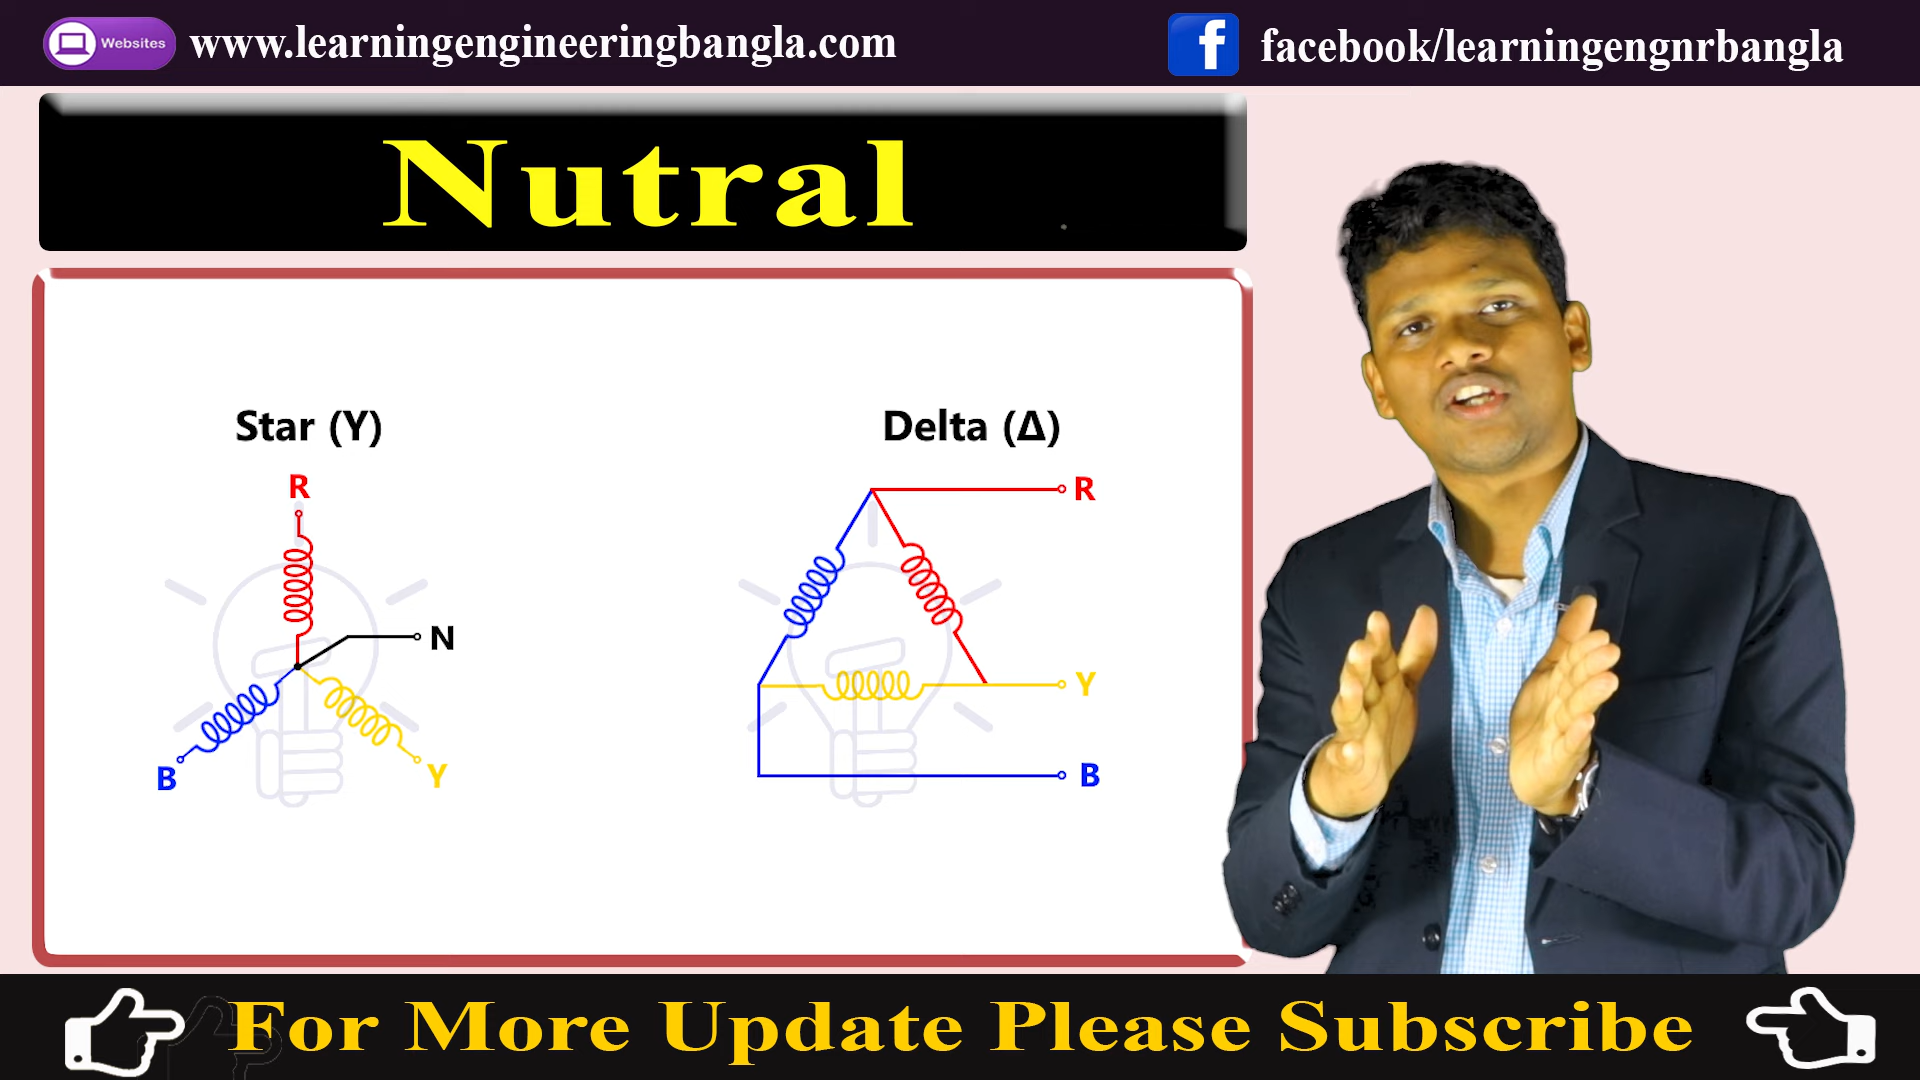 Websites
www.learningengineeringbangla.com
facebook/learningengnrbangla
Nutral
Star (Y)
R
N
B
Y
Delta (Δ)
R
Y
B
For More Update Please Subscribe